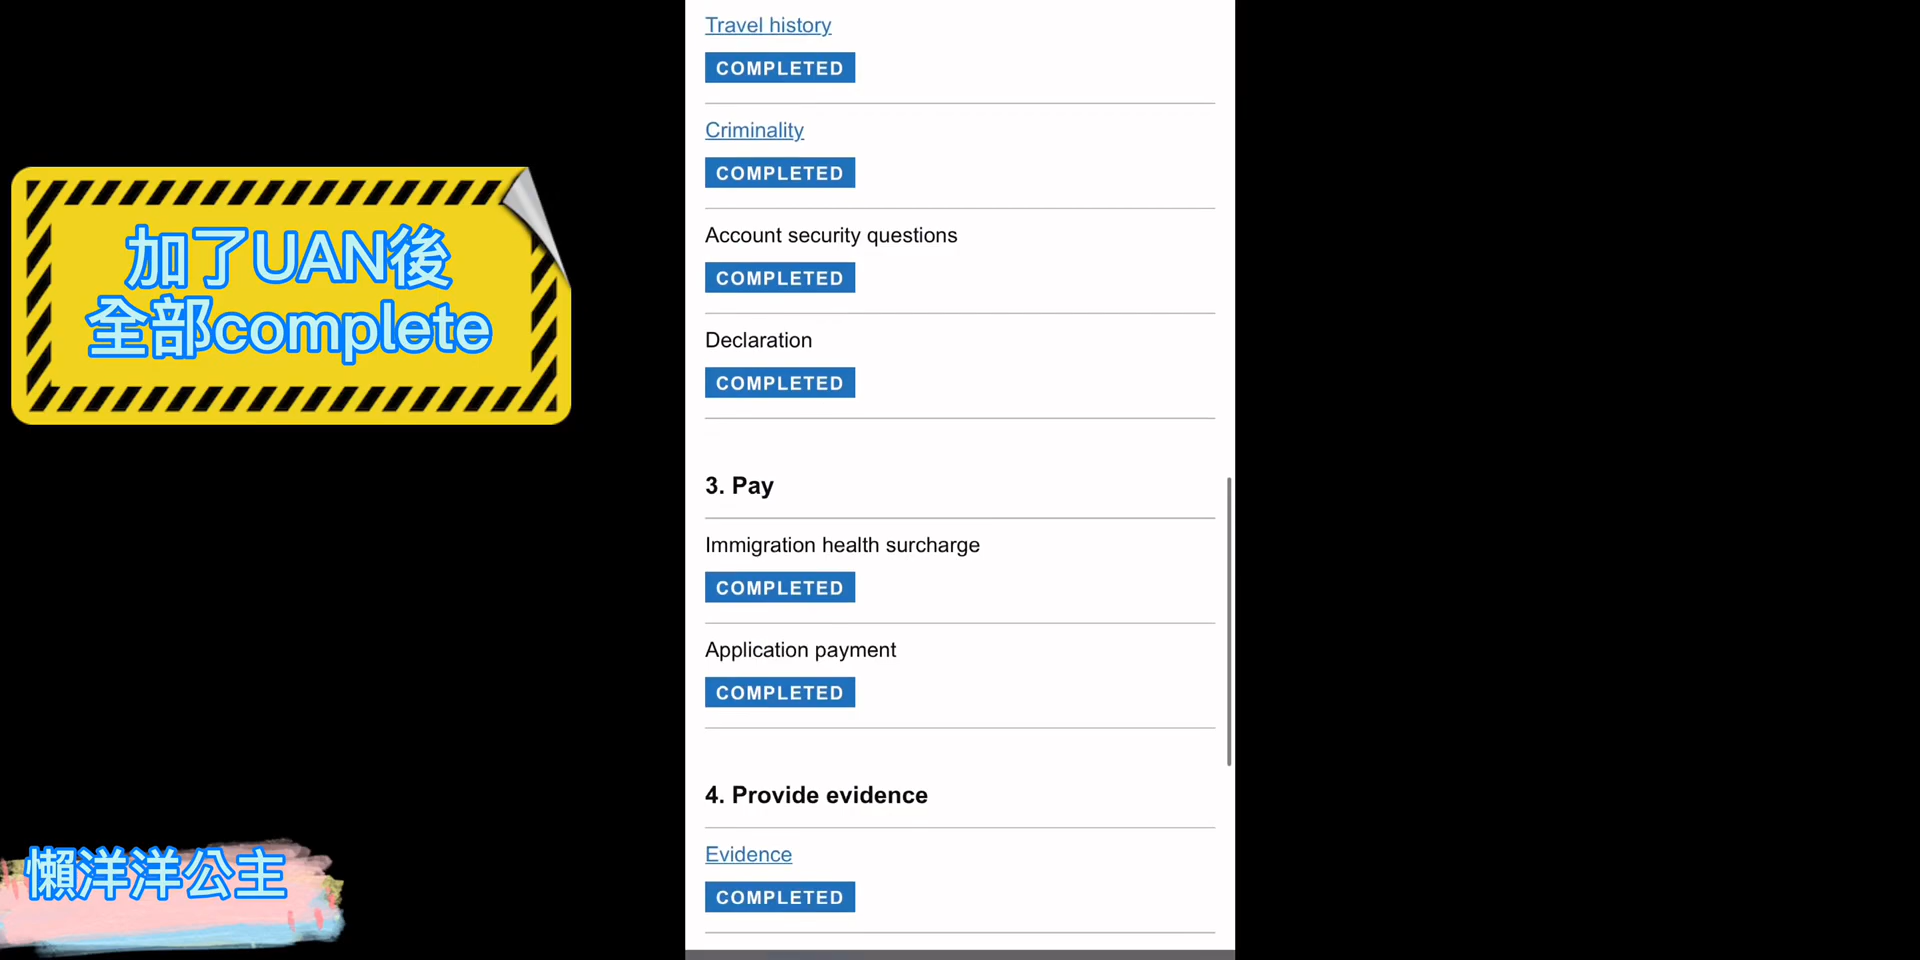 Travel history
COMPLETED
Criminality
COMPLETED
Account security questions
COMPLETED
Declaration
COMPLETED
3. Pay
Immigration health surcharge
COMPLETED
Application payment
COMPLETED
4. Provide evidence
Evidence
COMPLETED
加了UAN後
全部complete
懶洋洋公主